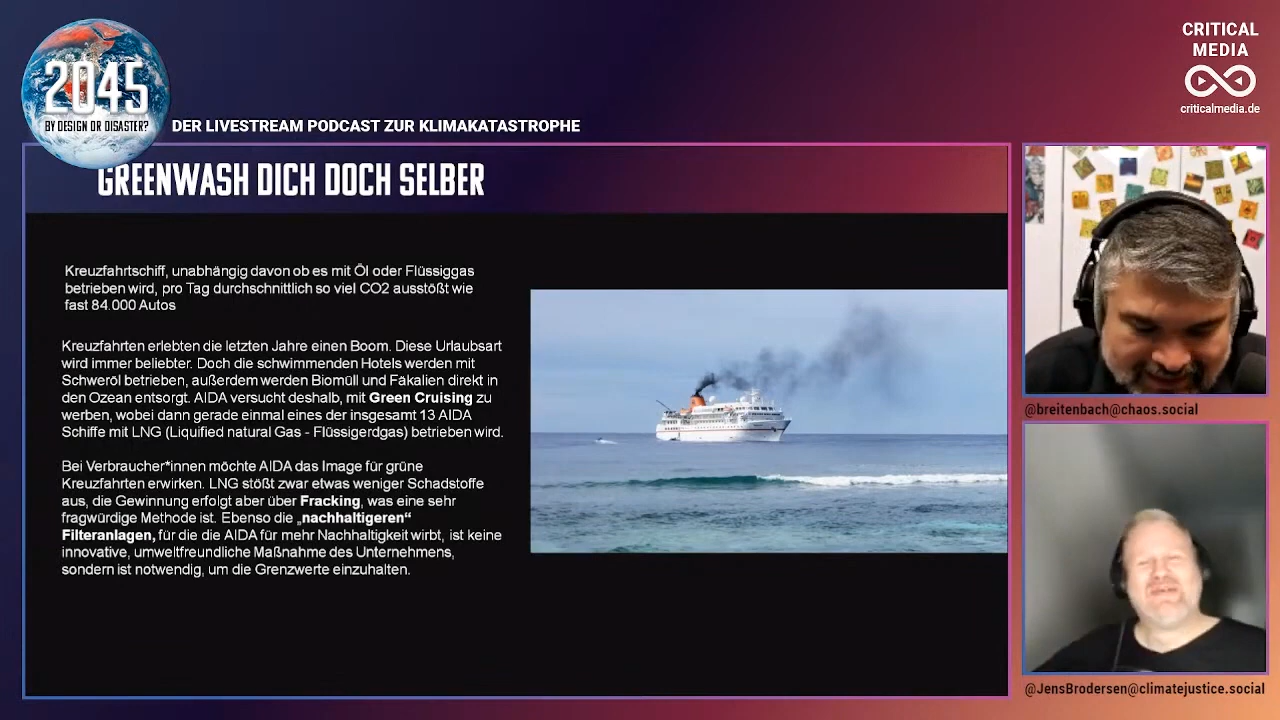 CRITICAL
MEDIA
criticalmedia.de
2045
BY DESIGN OR DISASTER?
DER LIVESTREAM PODCAST ZUR KLIMAKATASTROPHE
GREENWASH DICH DOCH SELBER
Kreuzfahrtschiff, unabhängig davon ob es mit Öl oder Flüssiggas
betrieben wird, pro Tag durchschnittlich so viel CO2 ausstößt wie
fast 84.000 Autos
Kreuzfahrten erlebten die letzten Jahre einen Boom. Diese Urlaubsart
wird immer beliebter. Doch die schwimmenden Hotels werden mit
Schweröl betrieben, außerdem werden Biomüll und Fäkalien direkt in
den Ozean entsorgt. AIDA versucht deshalb, mit Green Cruising zu
werben, wobei dann gerade einmal eines der insgesamt 13 AIDA
Schiffe mit LNG (Liquified natural Gas - Flüssigerdgas) betrieben wird.
Bei Verbraucher*innen möchte AIDA das Image für grüne
Kreuzfahrten erwirken. LNG stößt zwar etwas weniger Schadstoffe
aus, die Gewinnung erfolgt aber über Fracking, was eine sehr
fragwürdige Methode ist. Ebenso die „nachhaltigeren“
Filteranlagen, für die die AIDA für mehr Nachhaltigkeit wirbt, ist keine
innovative, umweltfreundliche Maßnahme des Unternehmens,
sondern ist notwendig, um die Grenzwerte einzuhalten.
@breitenbach@chaos.social
@JensBrodersen@climatejustice.social